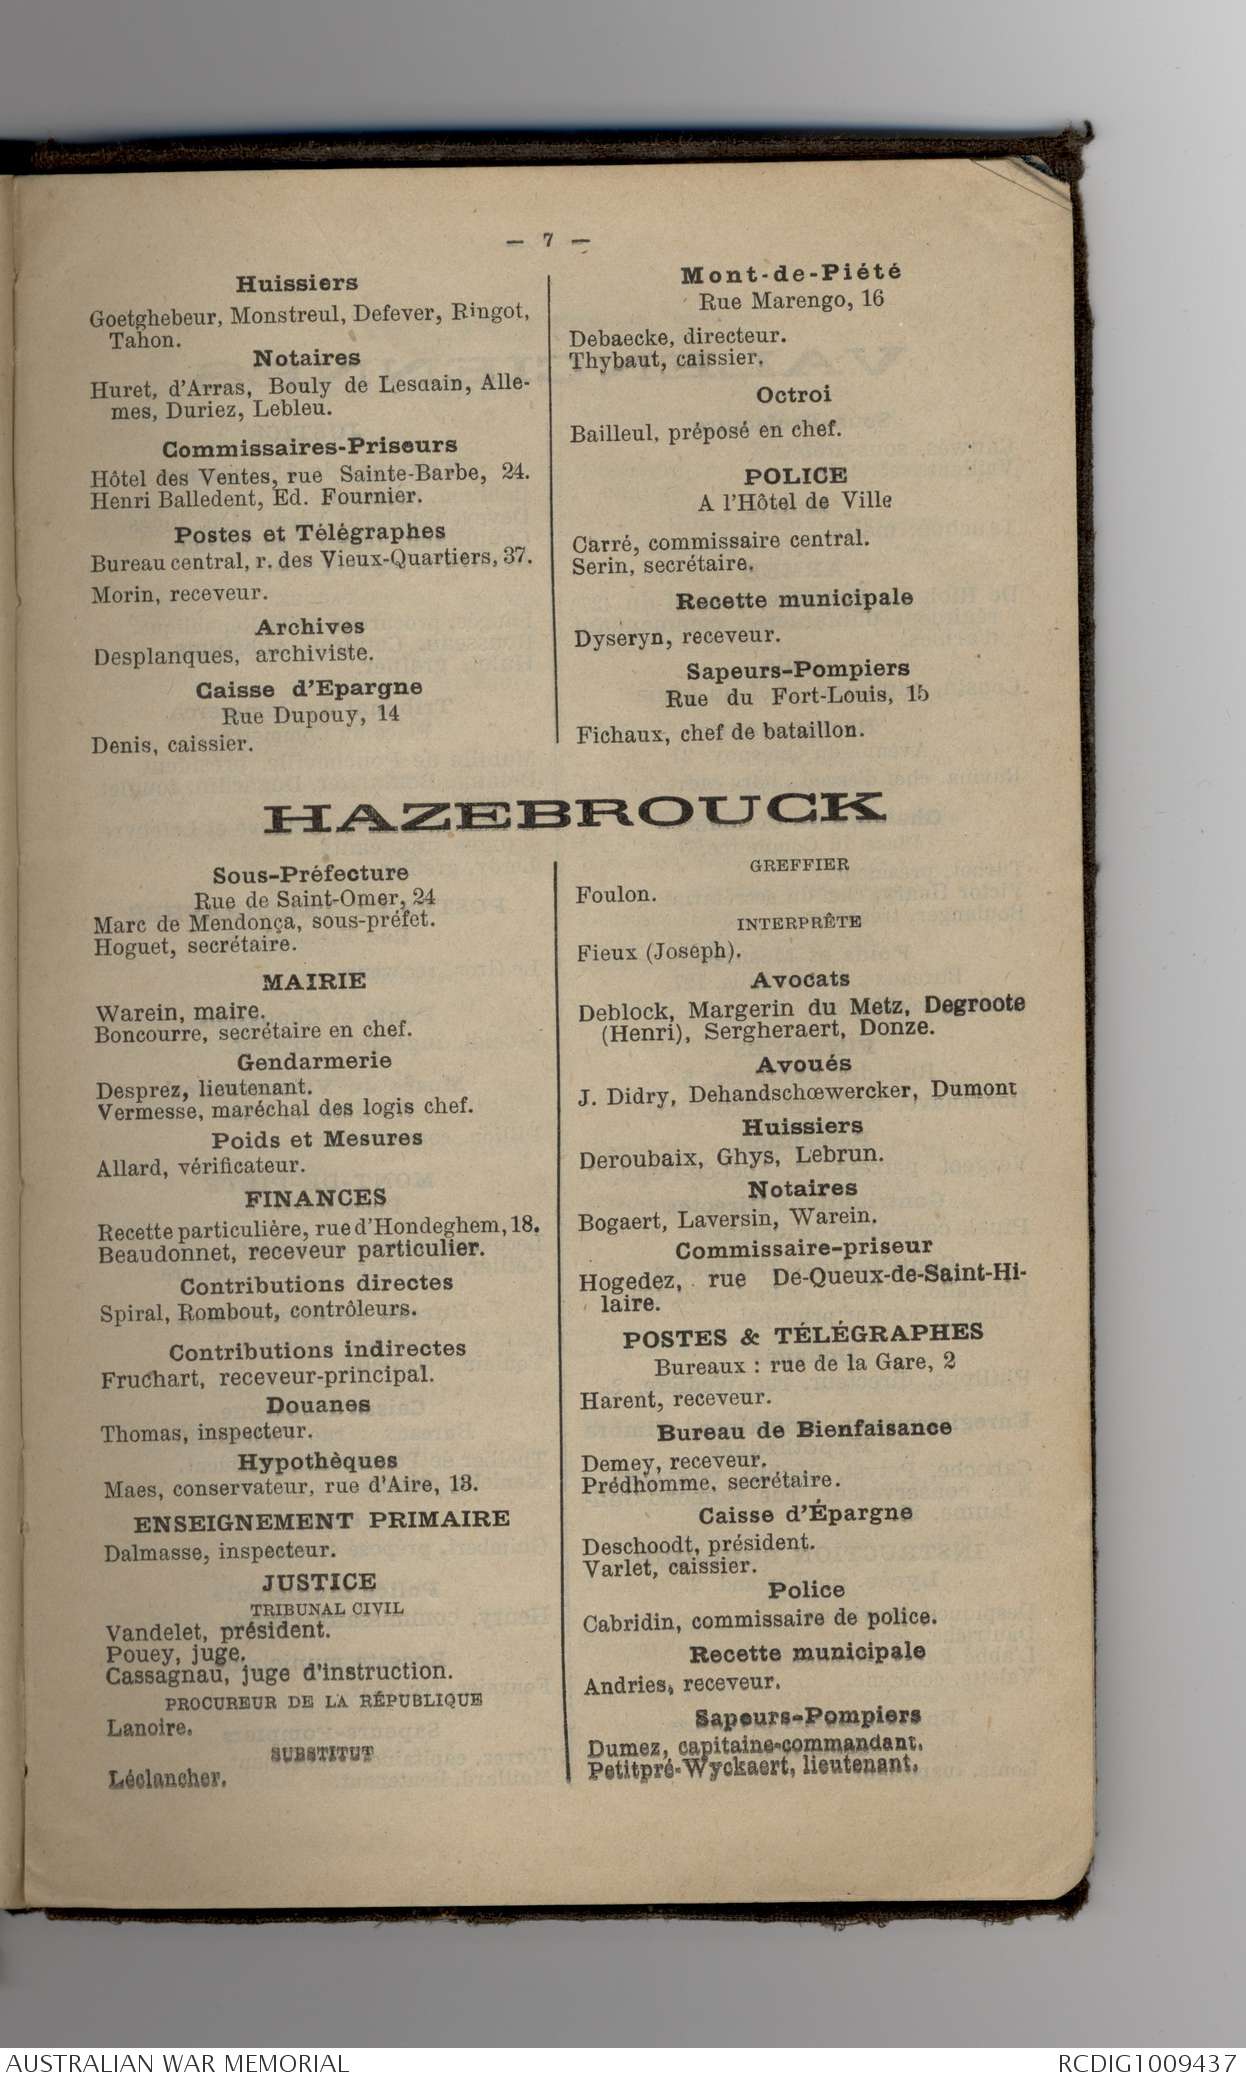 — 7 —
Huissiers
Goetghebeur, Monstreul, Defever, Ringot,
Tahon.
Notaires
Huret, d'Arras, Bouly de Lesdain, Alle-
mes, Duriez, Lebleu.
Commissaires-Priseurs
Hôtel des Ventes, rue Sainte-Barbe, 24.
Henri Balledent, Ed. Fournier.
Postes et Télégraphes
Bureau central, r. des Vieux-Quartiers, 37.
Morin, receveur.
Archives
Desplanques, archiviste.
Caisse d'Epargne
Rue Dupouy, 14
Denis, caissier.
Mont-de-Piété
Rue Marengo, 16
Debaecke, directeur.
Thybaut, caissier.
Octroi
Bailleul, préposé en chef.
POLICE
A l'Hôtel de Ville
Carré, commissaire central.
Serin, secrétaire.
Recette municipale
Dyseryn, receveur.
Sapeurs-Pompiers
Rue du Fort-Louis, 15
Fichaux, chef de bataillon.
HAZEBROUCK
Sous-Préfecture
Rue de Saint-Omer, 24
Marc de Mendonça, sous-préfet.
Hoguet, secrétaire.
MAIRIE
Warein, maire.
Boncourre, secrétaire en chef.
Gendarmerie
Desprez, lieutenant.
Vermesse, maréchal des logis chef.
Poids et Mesures
Allard, vérificateur.
FINANCES
Recette particulière, rue d'Hondeghem, 18.
Beaudonnet, receveur particulier.
Contributions directes
Spiral, Rombout, contrôleurs.
Contributions indirectes
Fruchart, receveur-principal.
Douanes
Thomas, inspecteur.
Hypothèques
Maes, conservateur, rue d'Aire, 13.
ENSEIGNEMENT PRIMAIRE
Dalmasse, inspecteur.
JUSTICE
TRIBUNAL CIVIL
Vandelet, président.
Pouey, juge.
Cassagnau, juge d'instruction.
PROCUREUR DE LA RÉPUBLIQUE
Lanoire.
SUBSTITUT
Léclancher.
GREFFIER
Foulon.
INTERPRÊTE
Fieux (Joseph).
Avocats
Deblock, Margerin du Metz, Degroote
(Henri), Sergheraert, Donze.
Avoués
J. Didry, Dehandschœwercker, Dumont
Huissiers
Deroubaix, Ghys, Lebrun.
Notaires
Bogaert, Laversin, Warein.
Commissaire-priseur
Hogedez, rue De-Queux-de-Saint-Hi-
laire.
POSTES & TÉLÉGRAPHES
Bureaux : rue de la Gare, 2
Harent, receveur.
Bureau de Bienfaisance
Demey, receveur.
Prédhomme, secrétaire.
Caisse d'Épargne
Deschoodt, président.
Varlet, caissier.
Police
Cabridin, commissaire de police.
Recette municipale
Andries, receveur.
Sapeurs-Pompiers
Dumez, capitaine-commandant.
Petitpré-Wyckaert, lieutenant.
AUSTRALIAN WAR MEMORIAL
RCDIG1009437